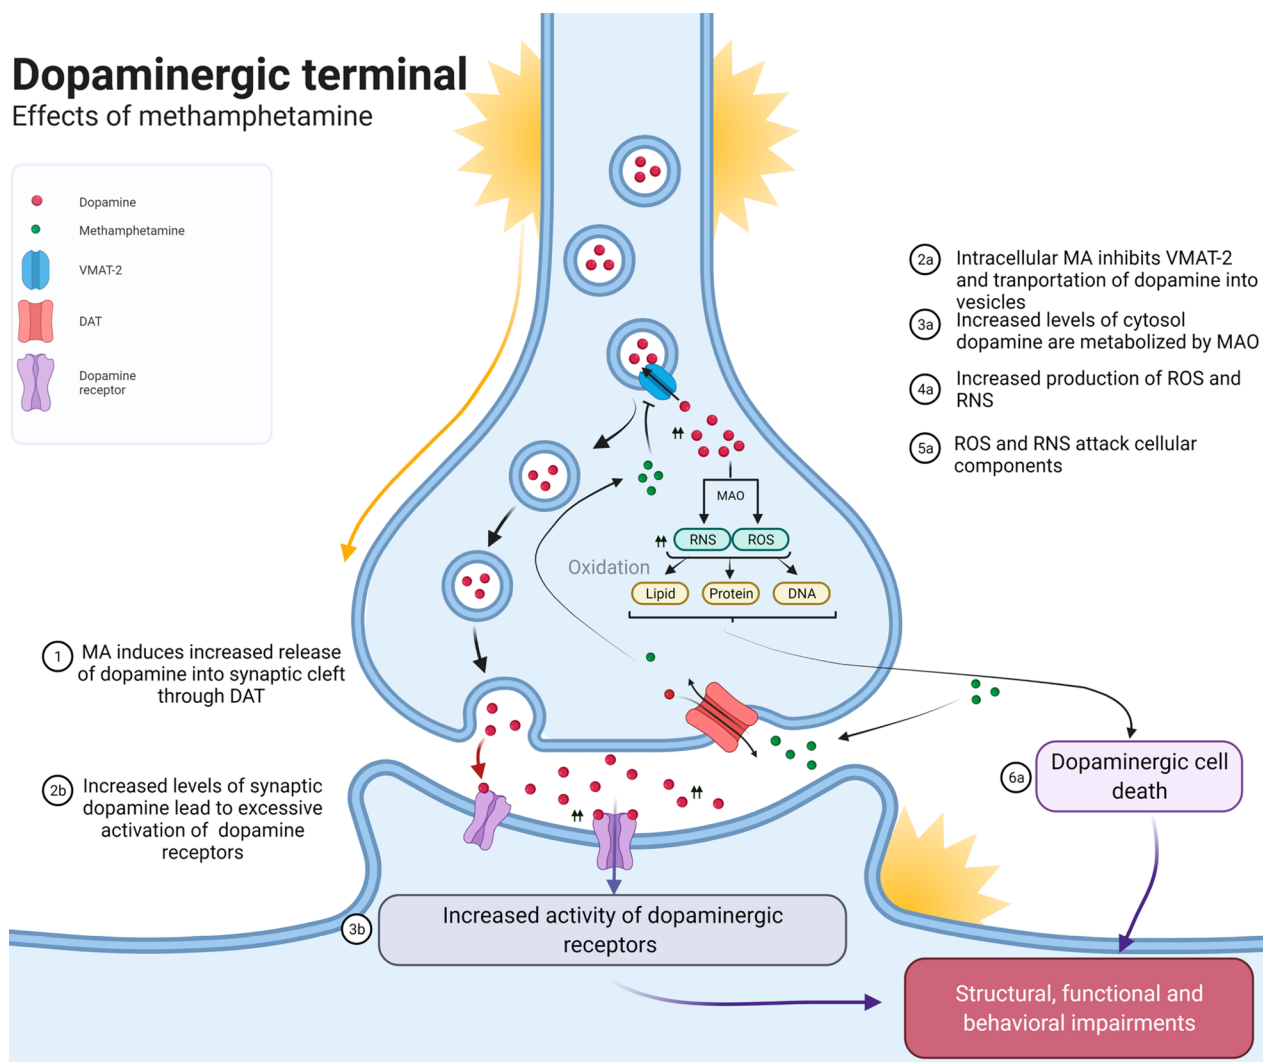 Dopaminergic terminal
Effects of methamphetamine
Dopamine
Methamphetamine
VMAT-2
DAT
Dopamine
receptor
2a
Intracellular MA inhibits VMAT-2
and tranportation of dopamine into
vesicles
3a
Increased levels of cytosol
dopamine are metabolized by MAO
4a
Increased production of ROS and
RNS
5a
ROS and RNS attack cellular
components
MAO
RNS
ROS
Oxidation
Lipid
Protein
DNA
1
MA induces increased release
of dopamine into synaptic cleft
through DAT
2b
Increased levels of synaptic
dopamine lead to excessive
activation of dopamine
receptors
6a
Dopaminergic cell
death
3b
Increased activity of dopaminergic
receptors
Structural, functional and
behavioral impairments